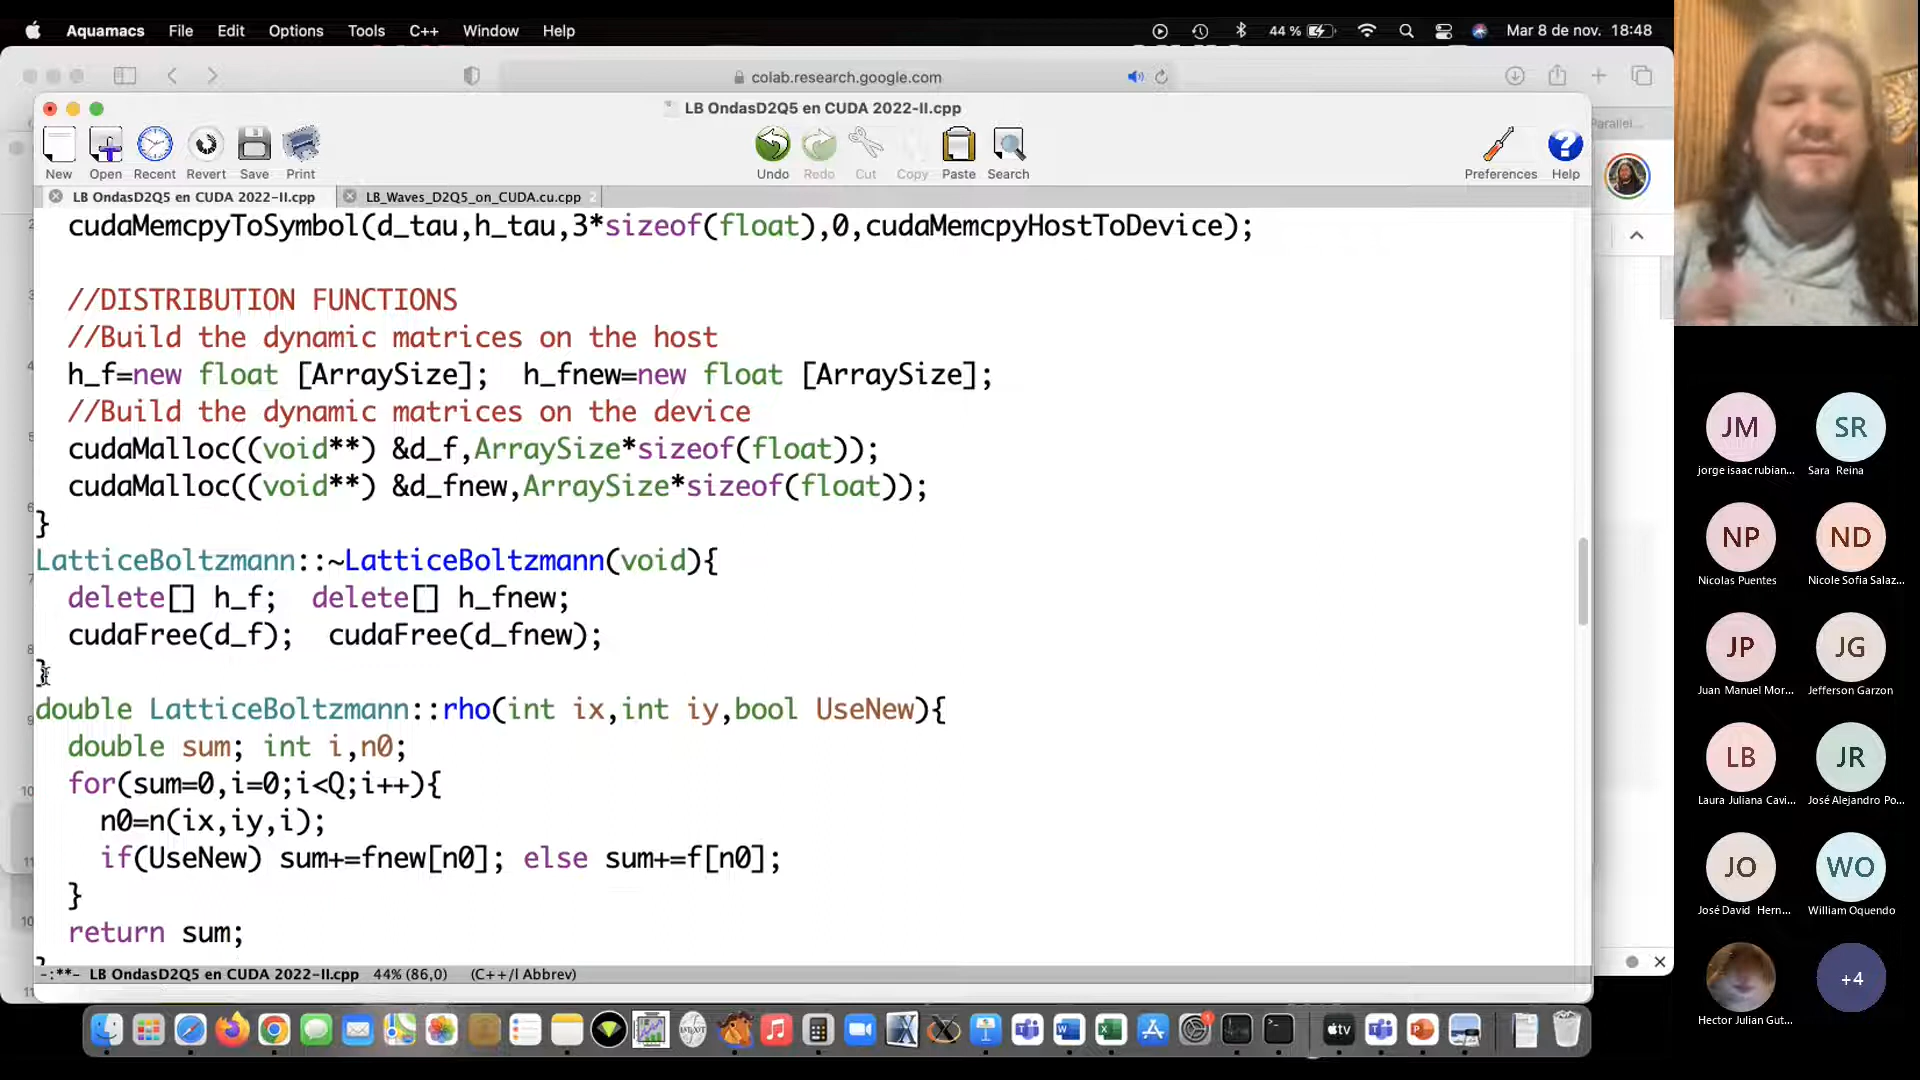 Aquamacs File Edit Options Tools C++ Window Help 44 % Mar 8 de nov. 18:48
colab.research.google.com
LB OndasD2Q5 en CUDA 2022-II.cpp
Parallel...
New Open Recent Revert Save Print Undo Redo Cut Copy Paste Search Preferences Help
LB OndasD2Q5 en CUDA 2022-II.cpp LB_Waves_D2Q5_on_CUDA.cu.cpp 2
cudaMemcpyToSymbol(d_tau,h_tau,3*sizeof(float),0,cudaMemcpyHostToDevice);
//DISTRIBUTION FUNCTIONS
//Build the dynamic matrices on the host
h_f=new float [ArraySize]; h_fnew=new float [ArraySize];
//Build the dynamic matrices on the device
cudaMalloc((void**) &d_f,ArraySize*sizeof(float));
cudaMalloc((void**) &d_fnew,ArraySize*sizeof(float));
}
LatticeBoltzmann::~LatticeBoltzmann(void){
delete[] h_f; delete[] h_fnew;
cudaFree(d_f); cudaFree(d_fnew);
}
double LatticeBoltzmann::rho(int ix,int iy,bool UseNew){
double sum; int i,n0;
for(sum=0,i=0;i<Q;i++){
n0=n(ix,iy,i);
if(UseNew) sum+=fnew[n0]; else sum+=f[n0];
}
return sum;
-:**- LB OndasD2Q5 en CUDA 2022-II.cpp 44% (86,0) (C++/l Abbrev)
tv
JM SR
jorge isaac rubian... Sara Reina
NP ND
Nicolas Puentes Nicole Sofia Salaz...
JP JG
Juan Manuel Mor... Jefferson Garzon
LB JR
Laura Juliana Cavi... José Alejandro Po...
JO WO
José David Hern... William Oquendo
+4
Hector Julian Gut...